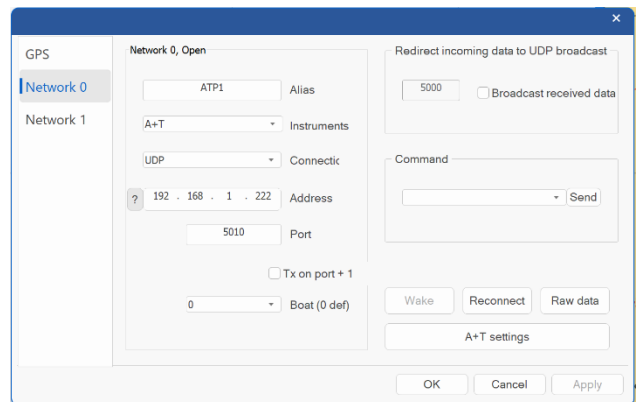 ×
GPS
Network 0
Network 1
Network 0, Open
ATP1 Alias
A+T Instruments
UDP Connectic
? 192 . 168 . 1 . 222 Address
5010 Port
Tx on port + 1
0 Boat (0 def)
Redirect incoming data to UDP broadcast
5000 Broadcast received data
Command
Send
Wake Reconnect Raw data
A+T settings
OK Cancel Apply